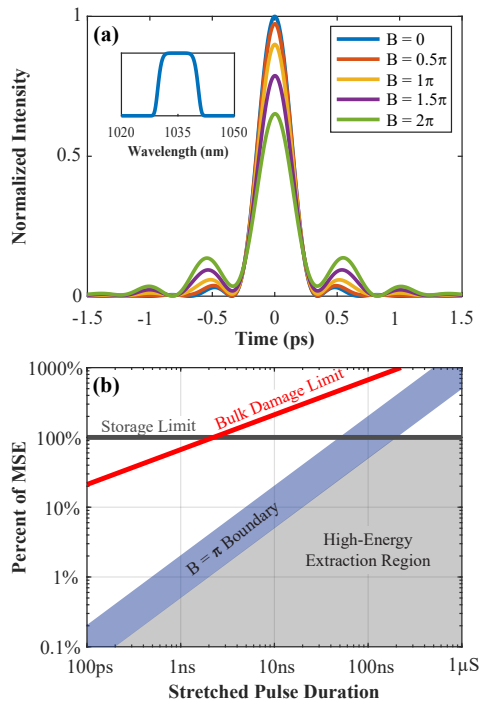 (a)
B = 0
B = 0.5π
B = 1π
B = 1.5π
B = 2π
1020 1035 1050
Wavelength (nm)
Normalized Intensity
1
0.5
0
-1.5 -1 -0.5 0 0.5 1 1.5
Time (ps)
(b)
1000%
100%
10%
1%
0.1%
Percent of MSE
Storage Limit
Bulk Damage Limit
B = π Boundary
High-Energy
Extraction Region
100ps 1ns 10ns 100ns 1μS
Stretched Pulse Duration